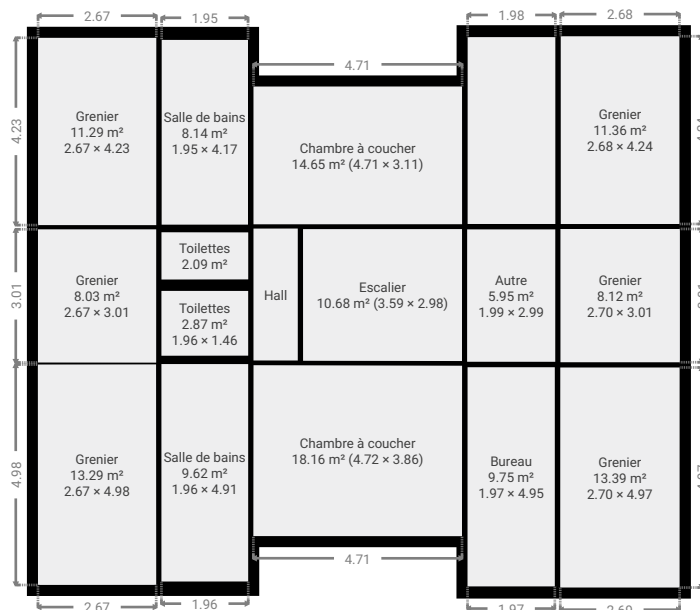 2.67
1.95
1.98
2.68
4.71
4.23
Grenier
11.29 m²
2.67 × 4.23
Salle de bains
8.14 m²
1.95 × 4.17
Chambre à coucher
14.65 m² (4.71 × 3.11)
Grenier
11.36 m²
2.68 × 4.24
3.01
Grenier
8.03 m²
2.67 × 3.01
Toilettes
2.09 m²
Toilettes
2.87 m²
1.96 × 1.46
Hall
Escalier
10.68 m² (3.59 × 2.98)
Autre
5.95 m²
1.99 × 2.99
Grenier
8.12 m²
2.70 × 3.01
4.98
Grenier
13.29 m²
2.67 × 4.98
Salle de bains
9.62 m²
1.96 × 4.91
Chambre à coucher
18.16 m² (4.72 × 3.86)
Bureau
9.75 m²
1.97 × 4.95
Grenier
13.39 m²
2.70 × 4.97
4.71
2.67
1.96
1.97